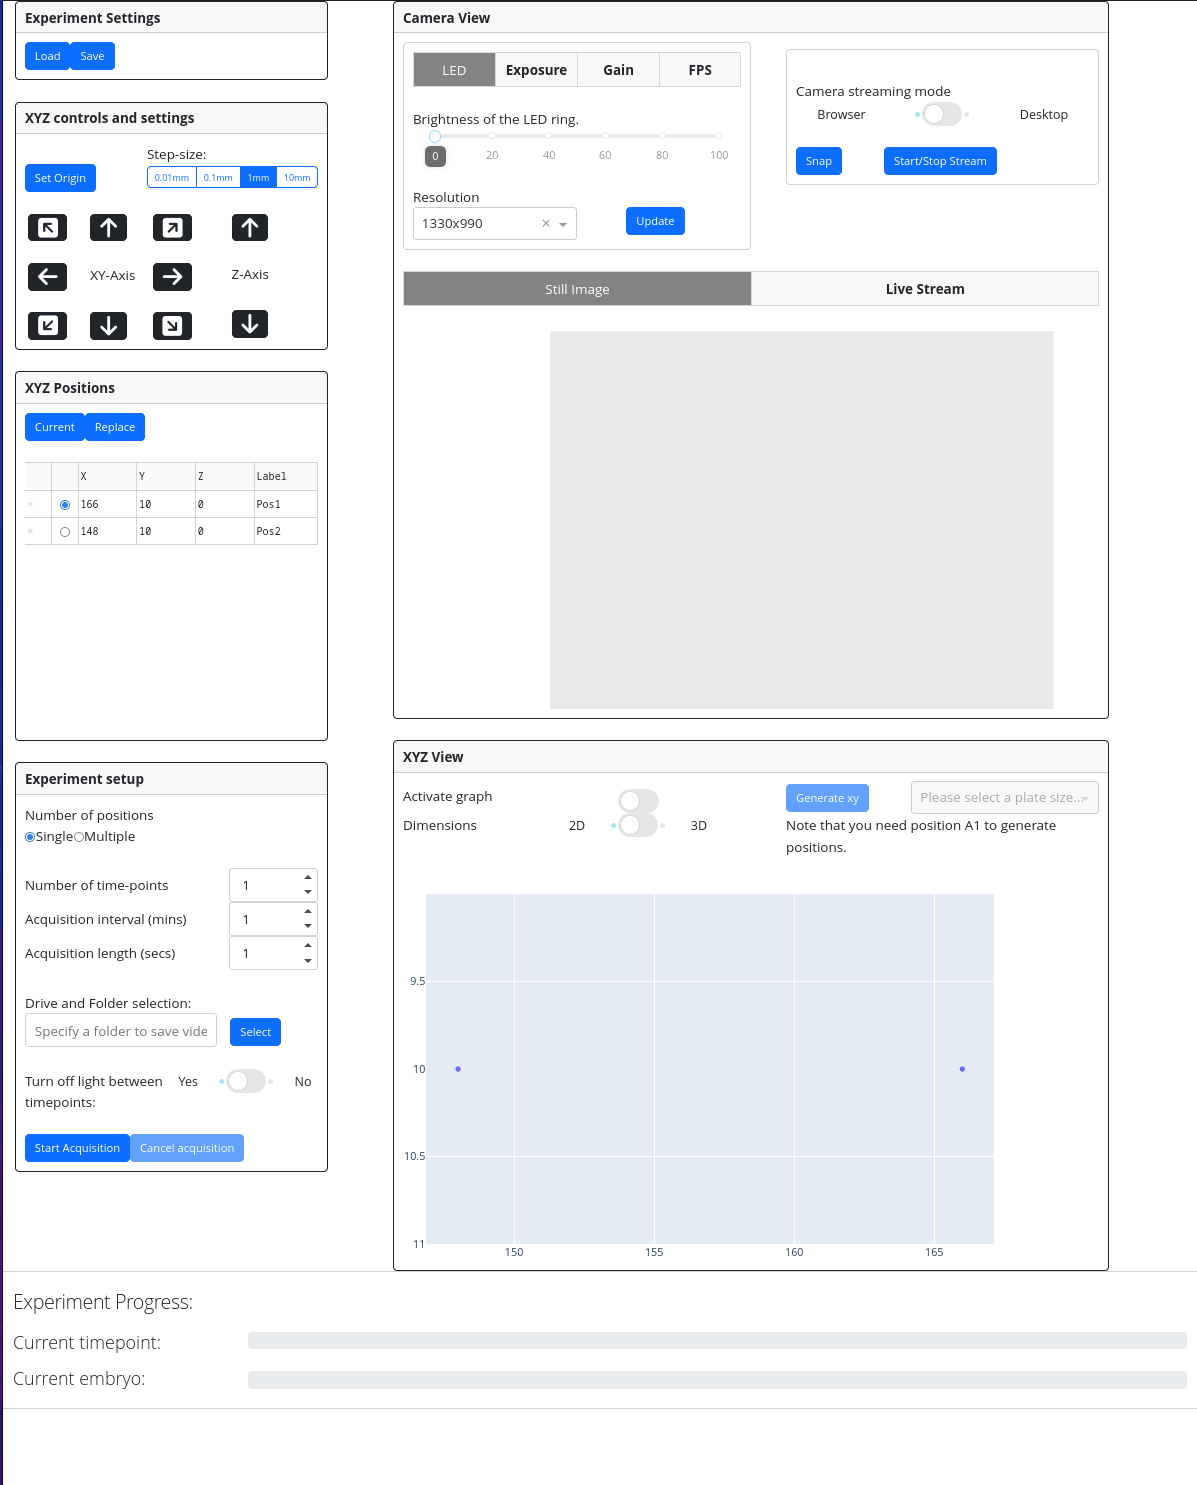 Experiment Settings
Load Save
XYZ controls and settings
Step-size:
Set Origin
0.01mm 0.1mm 1mm 10mm
XY-Axis
Z-Axis
XYZ Positions
Current Replace
X Y Z Label
× 166 10 0 Pos1
× 148 10 0 Pos2
Experiment setup
Number of positions
Single Multiple
Number of time-points 1
Acquisition interval (mins) 1
Acquisition length (secs) 1
Drive and Folder selection:
Specify a folder to save vide
Select
Turn off light between timepoints:
Yes No
Start Acquisition Cancel acquisition
Camera View
LED Exposure Gain FPS
Brightness of the LED ring.
0 20 40 60 80 100
Resolution
1330x990 ×
Update
Camera streaming mode
Browser Desktop
Snap Start/Stop Stream
Still Image Live Stream
XYZ View
Activate graph
Dimensions 2D 3D
Generate xy
Please select a plate size...
Note that you need position A1 to generate
positions.
9.5
10
10.5
11
150 155 160 165
Experiment Progress:
Current timepoint:
Current embryo: